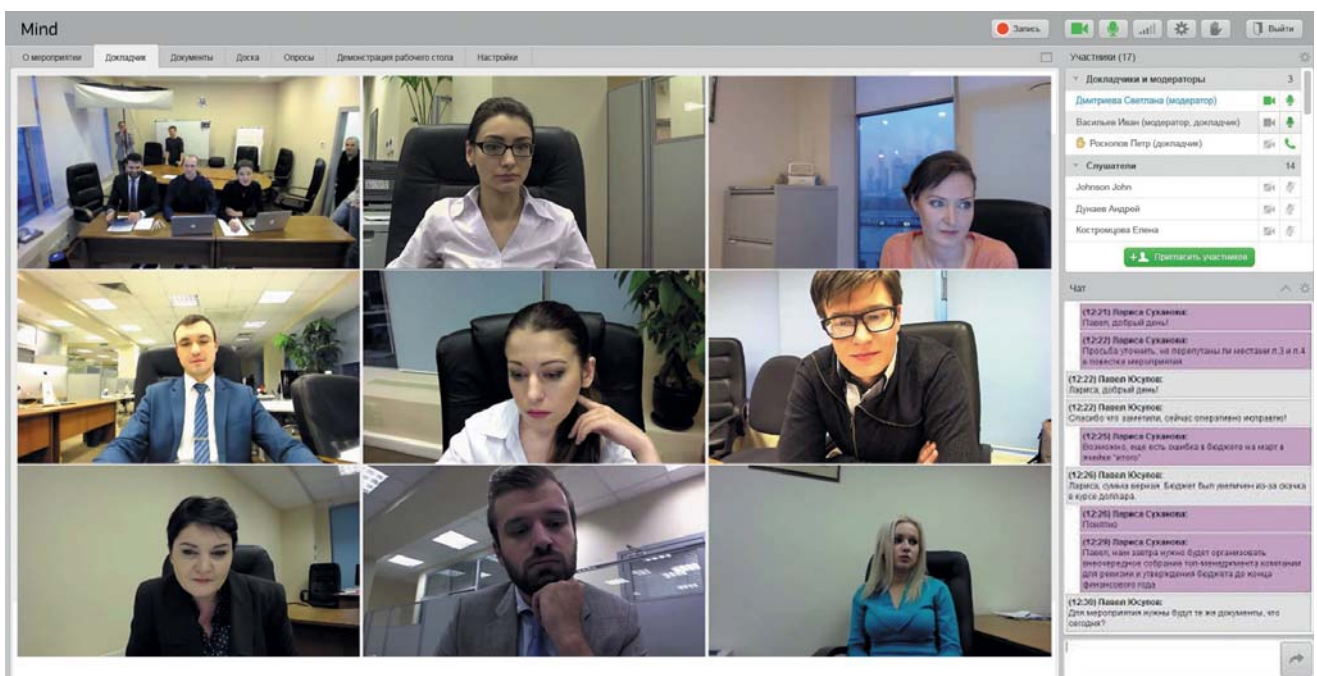 Mind
Запись
Выйти
О мероприятии
Докладчик
Документы
Доска
Опросы
Демонстрация рабочего стола
Настройки
Участники (17)
Докладчики и модераторы 3
Дмитриева Светлана (модератор)
Васильев Иван (модератор, докладчик)
Роскопов Петр (докладчик)
Слушатели 14
Johnson John
Дунаев Андрей
Костромцова Елена
Пригласить участников
Чат
(12:21) Лариса Суханова:
Павел, добрый день!
(12:22) Лариса Суханова:
Просьба уточнить, не перепутаны ли местами п.3 и п.4
в повестке мероприятия
(12:22) Павел Юсупов:
Лариса, добрый день!
(12:22) Павел Юсупов:
Спасибо что заметили, сейчас оперативно исправлю!
(12:25) Лариса Суханова:
Возможно, еще есть ошибка в бюджете на март в
ячейке "итого"
(12:26) Павел Юсупов:
Лариса, сумма верная. Бюджет был увеличен из-за скачка
в курсе доллара.
(12:26) Лариса Суханова:
Понятно
(12:29) Лариса Суханова:
Павел, нам завтра нужно будет организовать
внеочередное собрание топ-менеджмента компании
для ревизии и утверждения бюджета до конца
финансового года
(12:30) Павел Юсупов:
Для мероприятия нужны будут те же документы, что
сегодня?